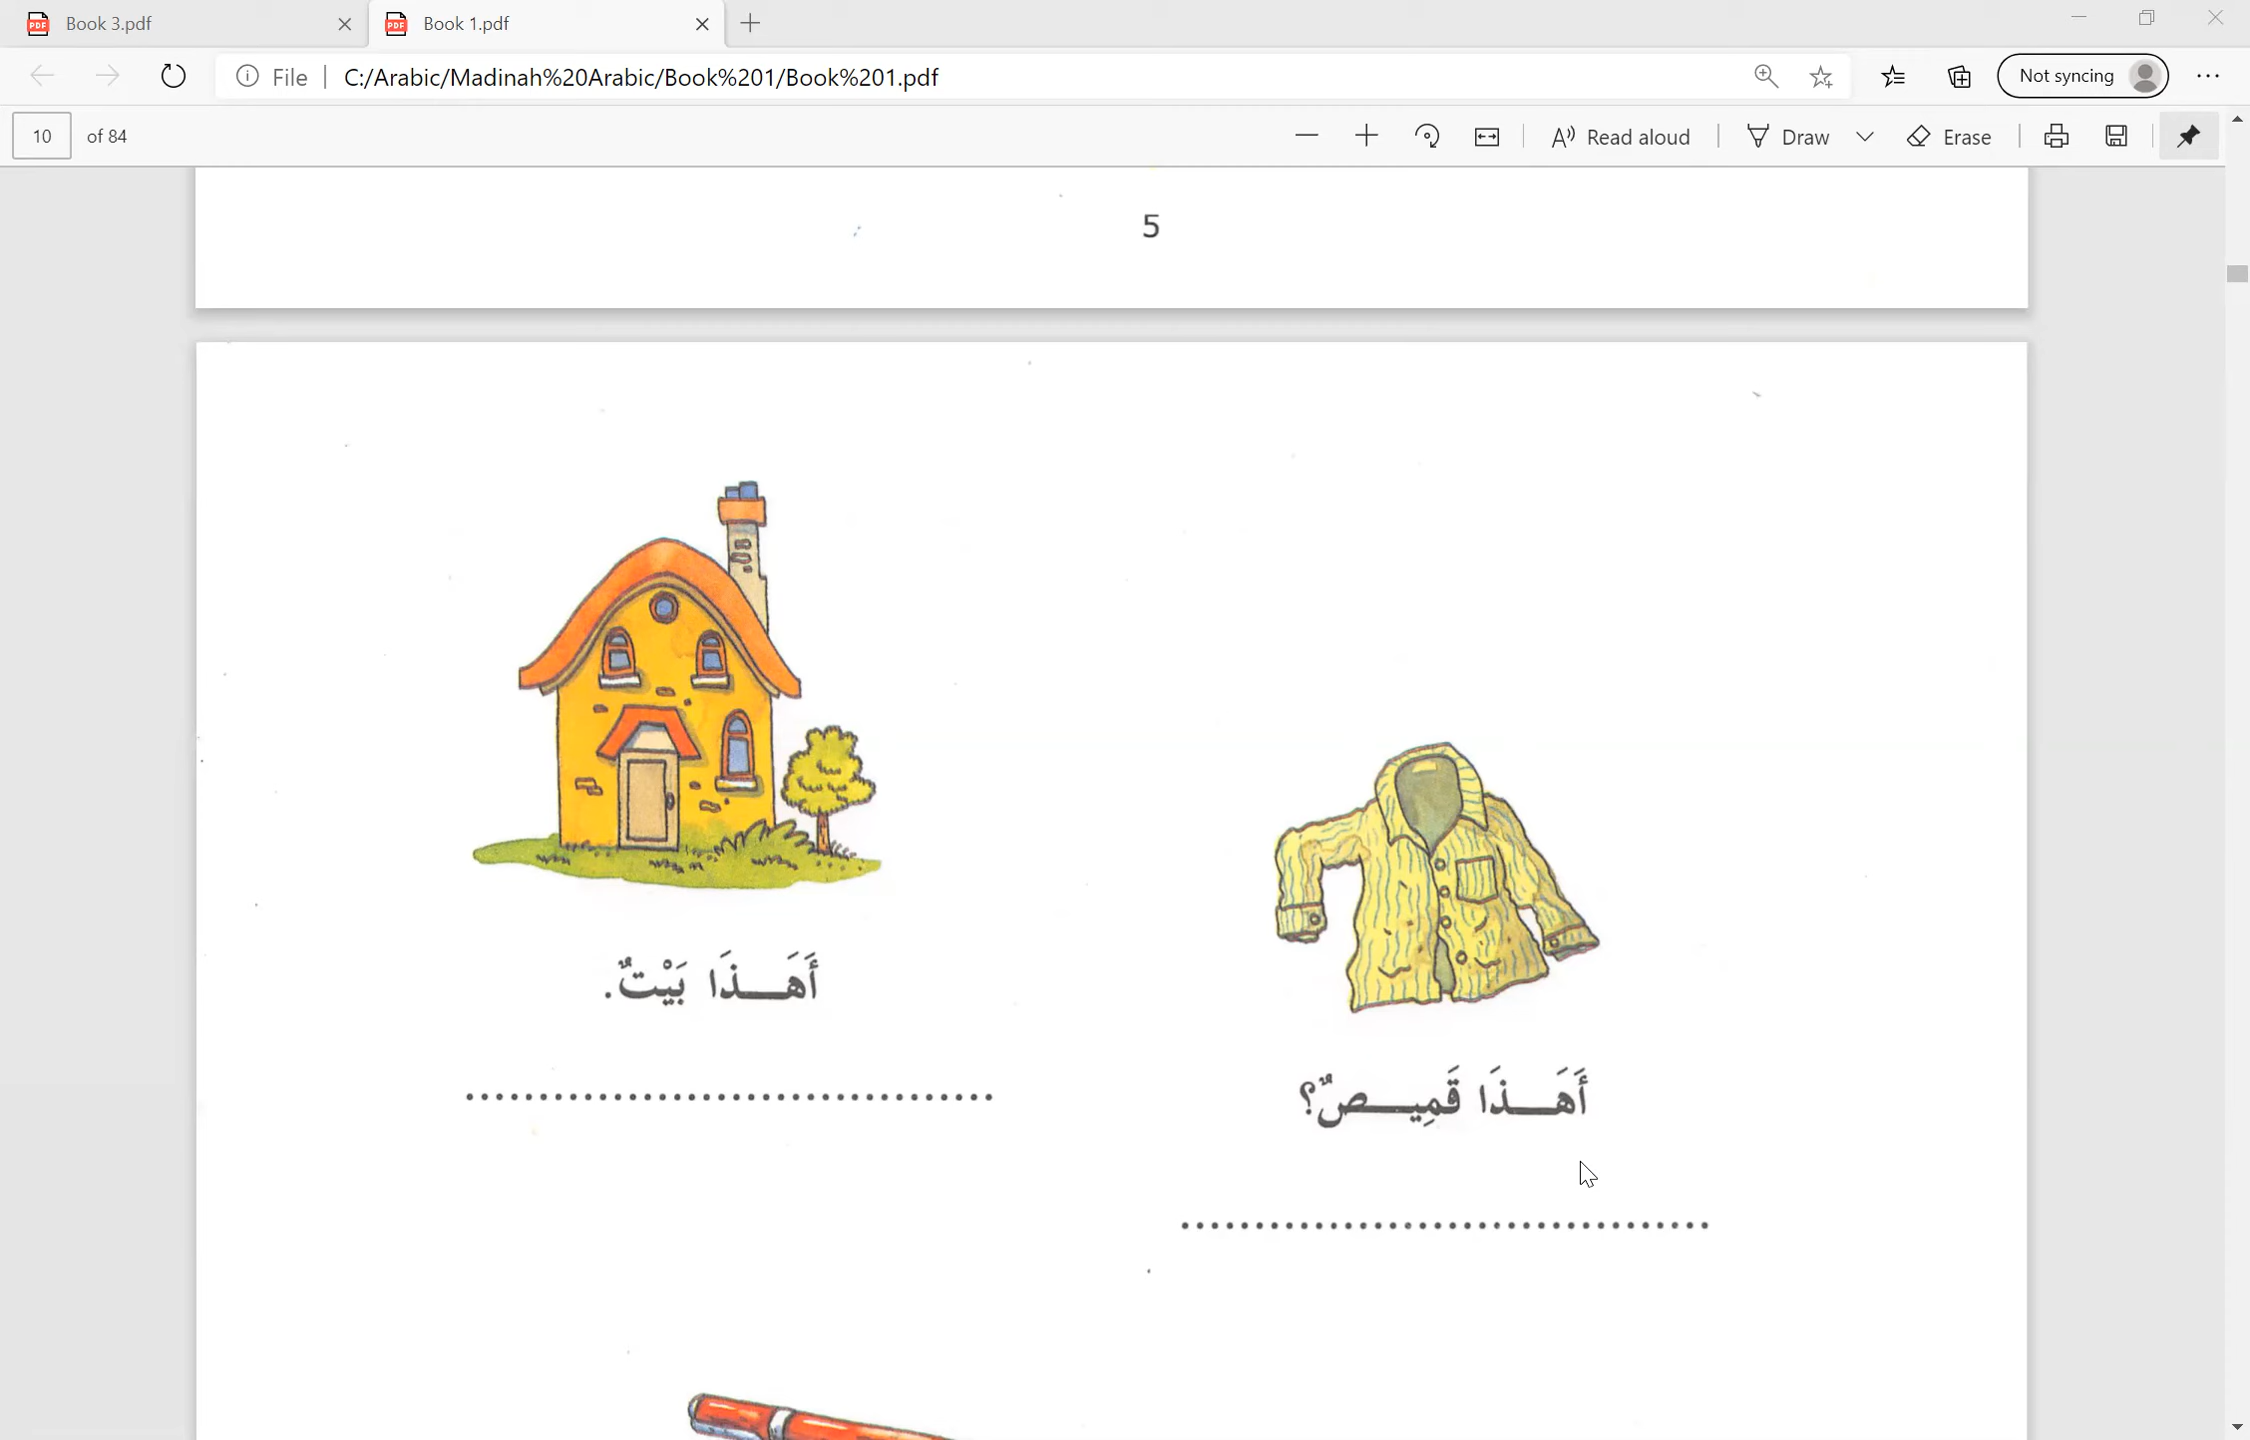 Book 3.pdf
Book 1.pdf
File
C:/Arabic/Madinah%20Arabic/Book%201/Book%201.pdf
Not syncing
10 of 84
Read aloud
Draw
Erase
5
أَهَـــذَا بَيْتٌ.
أَهَـــذَا قَمِيـــصٌ؟